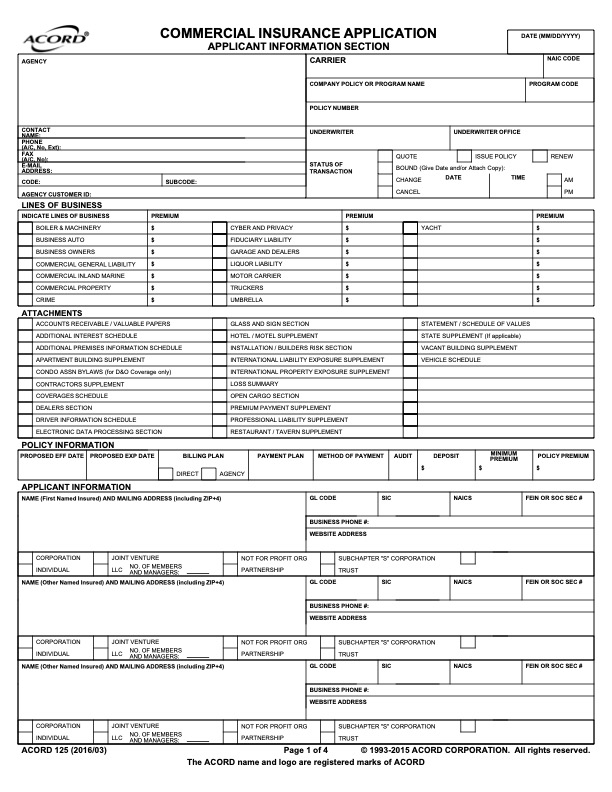 ACORD®
COMMERCIAL INSURANCE APPLICATION
APPLICANT INFORMATION SECTION
DATE (MM/DD/YYYY)
AGENCY
CARRIER
NAIC CODE
COMPANY POLICY OR PROGRAM NAME
PROGRAM CODE
POLICY NUMBER
CONTACT NAME:
PHONE (A/C, No, Ext):
FAX (A/C, No):
E-MAIL ADDRESS:
CODE: SUBCODE:
AGENCY CUSTOMER ID:
UNDERWRITER UNDERWRITER OFFICE
STATUS OF TRANSACTION
QUOTE ISSUE POLICY RENEW
BOUND (Give Date and/or Attach Copy):
CHANGE DATE TIME AM
CANCEL PM
LINES OF BUSINESS
INDICATE LINES OF BUSINESS PREMIUM PREMIUM PREMIUM
BOILER & MACHINERY $ CYBER AND PRIVACY $ YACHT $
BUSINESS AUTO $ FIDUCIARY LIABILITY $ $
BUSINESS OWNERS $ GARAGE AND DEALERS $ $
COMMERCIAL GENERAL LIABILITY $ LIQUOR LIABILITY $ $
COMMERCIAL INLAND MARINE $ MOTOR CARRIER $ $
COMMERCIAL PROPERTY $ TRUCKERS $ $
CRIME $ UMBRELLA $ $
ATTACHMENTS
ACCOUNTS RECEIVABLE / VALUABLE PAPERS GLASS AND SIGN SECTION STATEMENT / SCHEDULE OF VALUES
ADDITIONAL INTEREST SCHEDULE HOTEL / MOTEL SUPPLEMENT STATE SUPPLEMENT (If applicable)
ADDITIONAL PREMISES INFORMATION SCHEDULE INSTALLATION / BUILDERS RISK SECTION VACANT BUILDING SUPPLEMENT
APARTMENT BUILDING SUPPLEMENT INTERNATIONAL LIABILITY EXPOSURE SUPPLEMENT VEHICLE SCHEDULE
CONDO ASSN BYLAWS (for D&O Coverage only) INTERNATIONAL PROPERTY EXPOSURE SUPPLEMENT
CONTRACTORS SUPPLEMENT LOSS SUMMARY
COVERAGES SCHEDULE OPEN CARGO SECTION
DEALERS SECTION PREMIUM PAYMENT SUPPLEMENT
DRIVER INFORMATION SCHEDULE PROFESSIONAL LIABILITY SUPPLEMENT
ELECTRONIC DATA PROCESSING SECTION RESTAURANT / TAVERN SUPPLEMENT
POLICY INFORMATION
PROPOSED EFF DATE PROPOSED EXP DATE BILLING PLAN PAYMENT PLAN METHOD OF PAYMENT AUDIT DEPOSIT MINIMUM PREMIUM POLICY PREMIUM
DIRECT AGENCY $ $ $
APPLICANT INFORMATION
NAME (First Named Insured) AND MAILING ADDRESS (including ZIP+4) GL CODE SIC NAICS FEIN OR SOC SEC #
BUSINESS PHONE #:
WEBSITE ADDRESS
CORPORATION JOINT VENTURE NOT FOR PROFIT ORG SUBCHAPTER "S" CORPORATION
INDIVIDUAL LLC NO. OF MEMBERS AND MANAGERS: PARTNERSHIP TRUST
NAME (Other Named Insured) AND MAILING ADDRESS (including ZIP+4) GL CODE SIC NAICS FEIN OR SOC SEC #
BUSINESS PHONE #:
WEBSITE ADDRESS
CORPORATION JOINT VENTURE NOT FOR PROFIT ORG SUBCHAPTER "S" CORPORATION
INDIVIDUAL LLC NO. OF MEMBERS AND MANAGERS: PARTNERSHIP TRUST
NAME (Other Named Insured) AND MAILING ADDRESS (including ZIP+4) GL CODE SIC NAICS FEIN OR SOC SEC #
BUSINESS PHONE #:
WEBSITE ADDRESS
CORPORATION JOINT VENTURE NOT FOR PROFIT ORG SUBCHAPTER "S" CORPORATION
INDIVIDUAL LLC NO. OF MEMBERS AND MANAGERS: PARTNERSHIP TRUST
ACORD 125 (2016/03) Page 1 of 4 © 1993-2015 ACORD CORPORATION. All rights reserved.
The ACORD name and logo are registered marks of ACORD